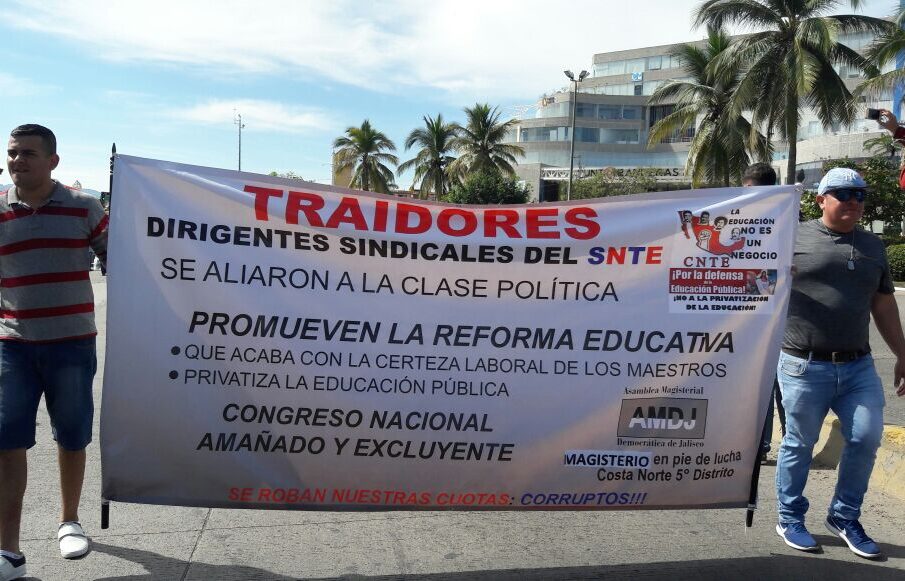 TRAIDORES
DIRIGENTES SINDICALES DEL SNTE
SE ALIARON A LA CLASE POLÍTICA
PROMUEVEN LA REFORMA EDUCATIVA
• QUE ACABA CON LA CERTEZA LABORAL DE LOS MAESTROS
• PRIVATIZA LA EDUCACIÓN PÚBLICA
CONGRESO NACIONAL
AMAÑADO Y EXCLUYENTE
LA
EDUCACIÓN
NO ES
UN
NEGOCIO
CNTE
¡Por la defensa
de la
Educación Pública!
¡NO A LA PRIVATIZACIÓN
DE LA EDUCACIÓN!
Asamblea Magisterial
AMDJ
Democrática de Jalisco
MAGISTERIO en pie de lucha
Costa Norte 5° Distrito
SE ROBAN NUESTRAS CUOTAS: CORRUPTOS!!!